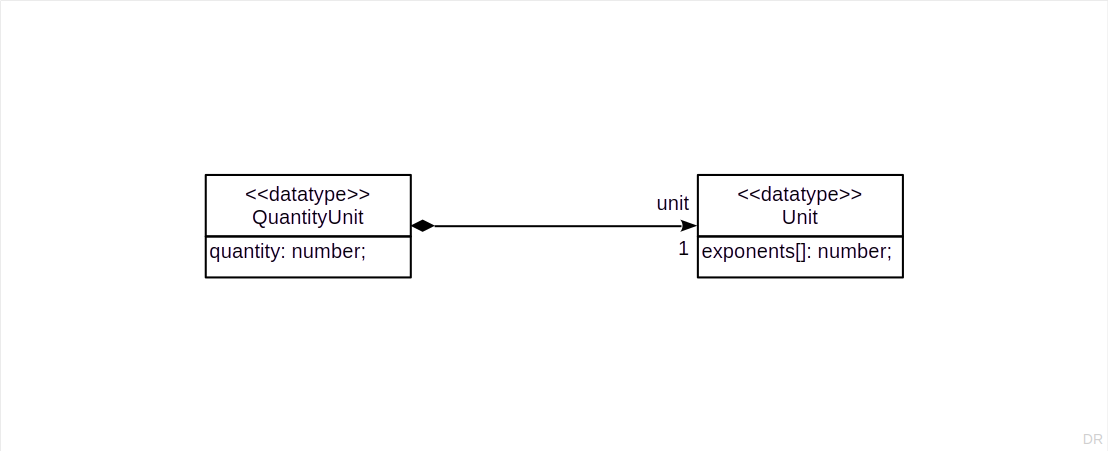 <<datatype>>
QuantityUnit
quantity: number;
unit
1
<<datatype>>
Unit
exponents[]: number;
DR